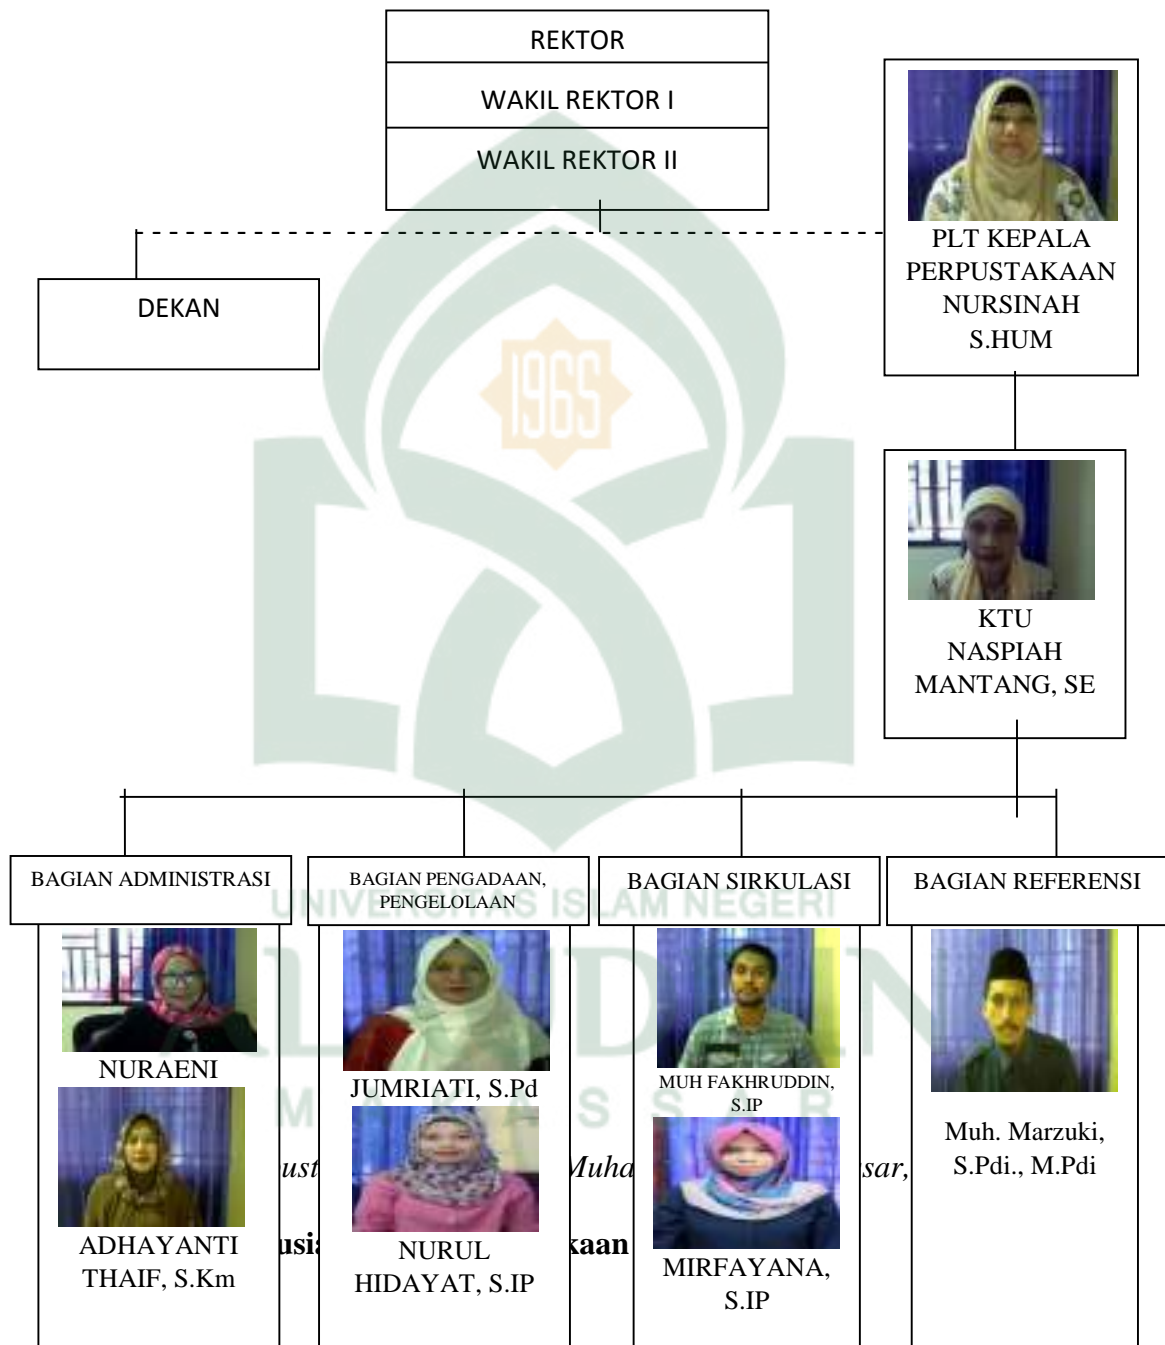 REKTOR
WAKIL REKTOR I
WAKIL REKTOR II
DEKAN
PLT KEPALA
PERPUSTAKAAN
NURSINAH
S.HUM
1965
KTU
NASPIAH
MANTANG, SE
BAGIAN ADMINISTRASI
BAGIAN PENGADAAN,
PENGELOLAAN
BAGIAN SIRKULASI
BAGIAN REFERENSI
UNIVERSITAS ISLAM NEGERI
NURAENI
JUMRIATI, S.Pd
MUH FAKHRUDDIN,
S.IP
Muh. Marzuki,
S.Pdi., M.Pdi
MAKASSAR
ADHAYANTI
THAIF, S.Km
NURUL
HIDAYAT, S.IP
MIRFAYANA,
S.IP